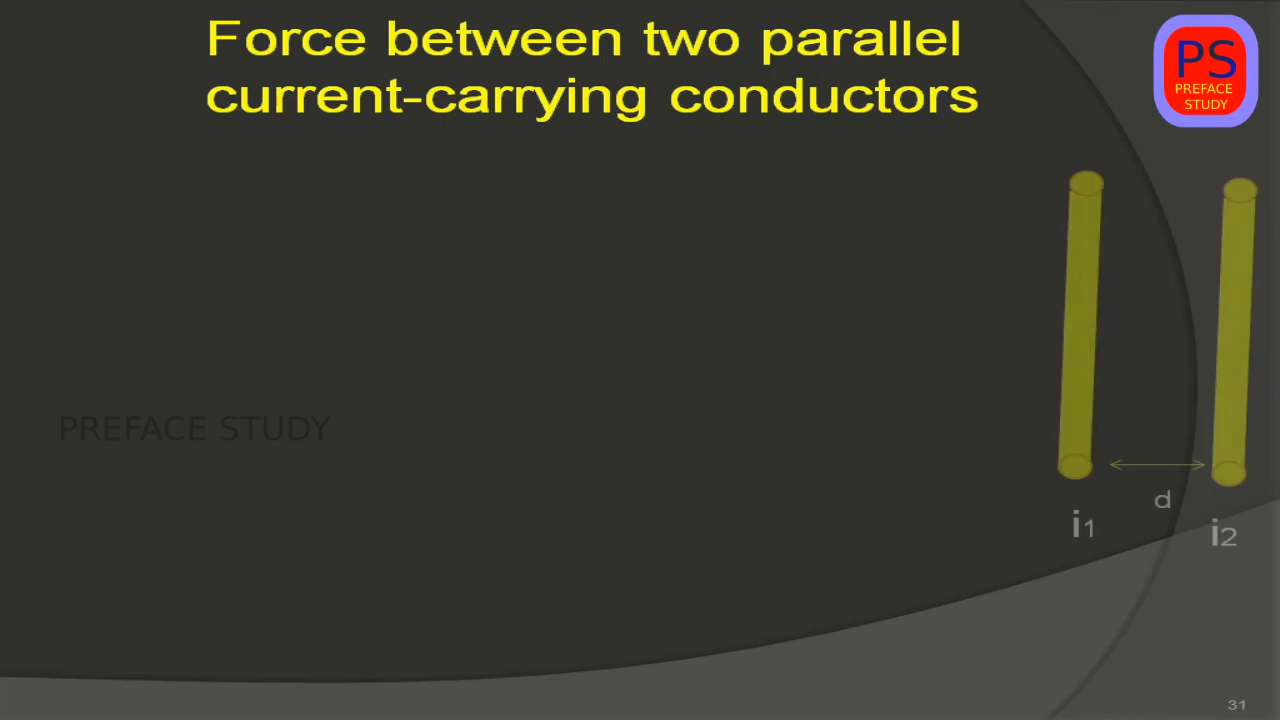 Force between two parallel
current-carrying conductors
PS
PREFACE
STUDY
PREFACE STUDY
d
i1
i2
31